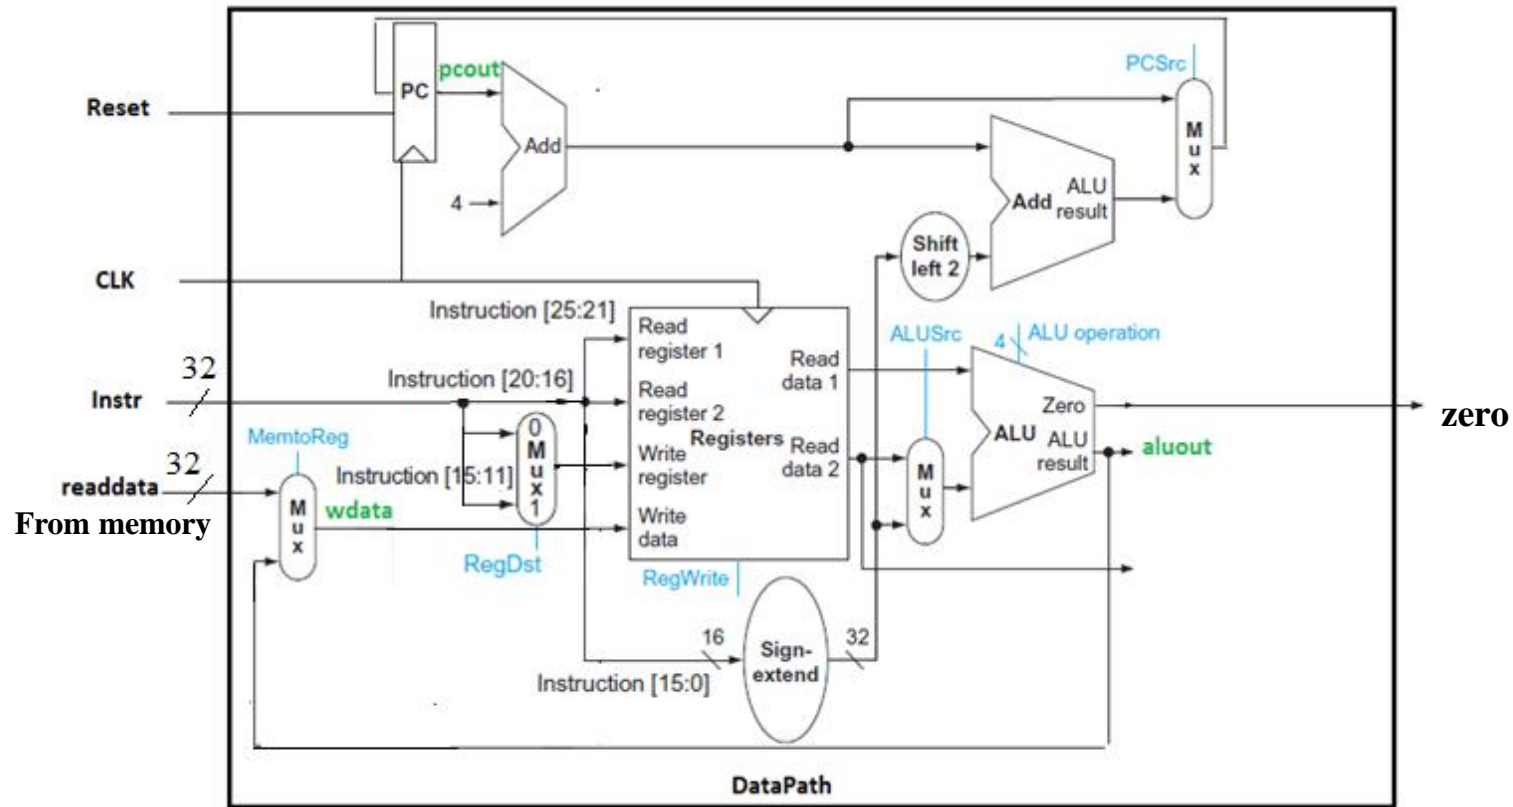 PCSrc
pcout
PC
Reset
Add
M
u
x
4
Add
ALU
result
Shift
left 2
CLK
Instruction [25:21]
Read
register 1
ALUSrc
4
ALU operation
32
Instruction [20:16]
Read
data 1
Instr
Read
register 2
0
M
u
x
1
Zero
zero
MemtoReg
Registers
ALU
ALU
result
aluout
Write
register
Read
data 2
32
Instruction [15:11]
readdata
From memory
M
u
x
wdata
M
u
x
Write
data
RegDst
RegWrite
16
Sign-
extend
32
Instruction [15:0]
DataPath